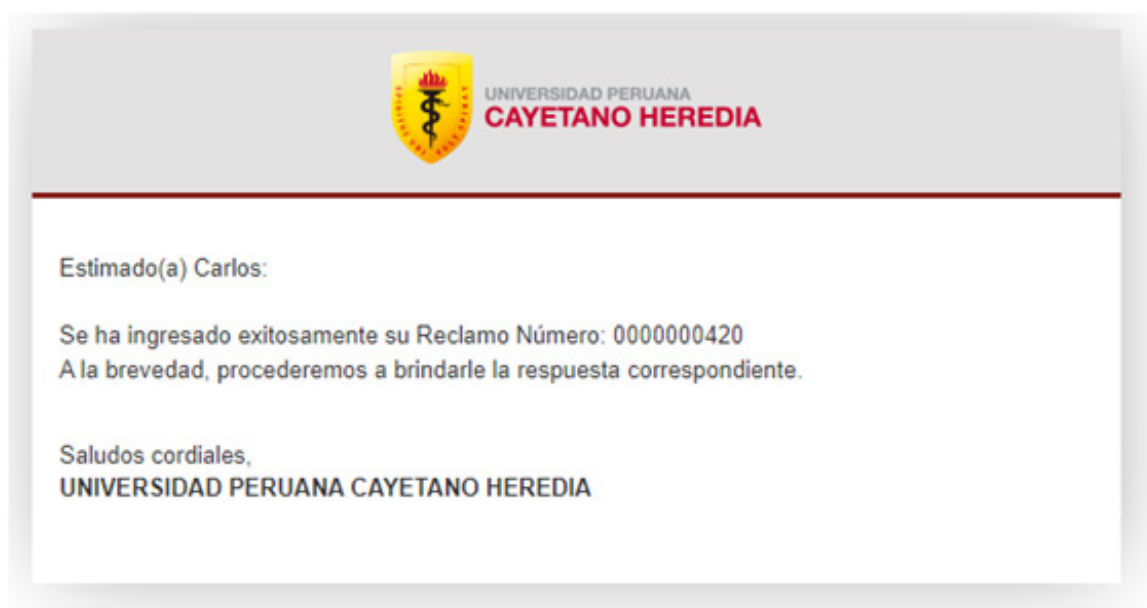 UNIVERSIDAD PERUANA
CAYETANO HEREDIA
Estimado(a) Carlos:
Se ha ingresado exitosamente su Reclamo Número: 0000000420
A la brevedad, procederemos a brindarle la respuesta correspondiente.
Saludos cordiales,
UNIVERSIDAD PERUANA CAYETANO HEREDIA